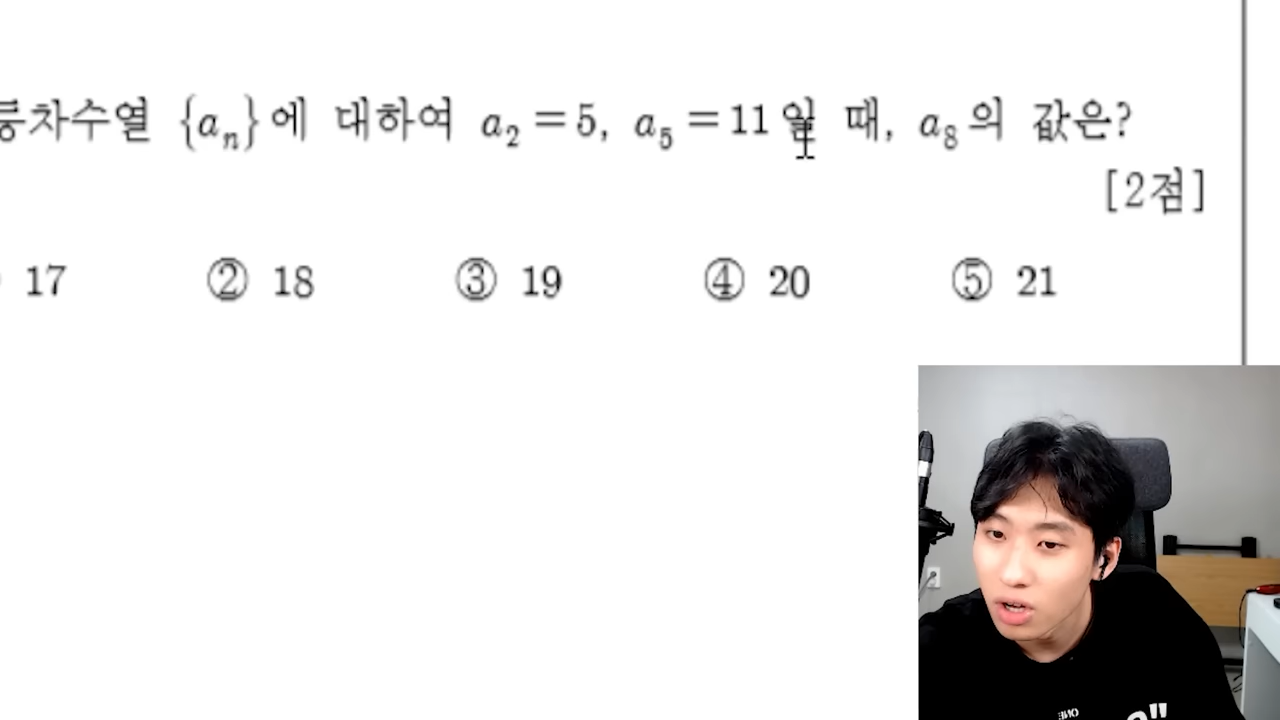 등차수열 {aₙ}에 대하여 a₂=5, a₅=11일 때, a₈의 값은?
[2점]
17 ② 18 ③ 19 ④ 20 ⑤ 21